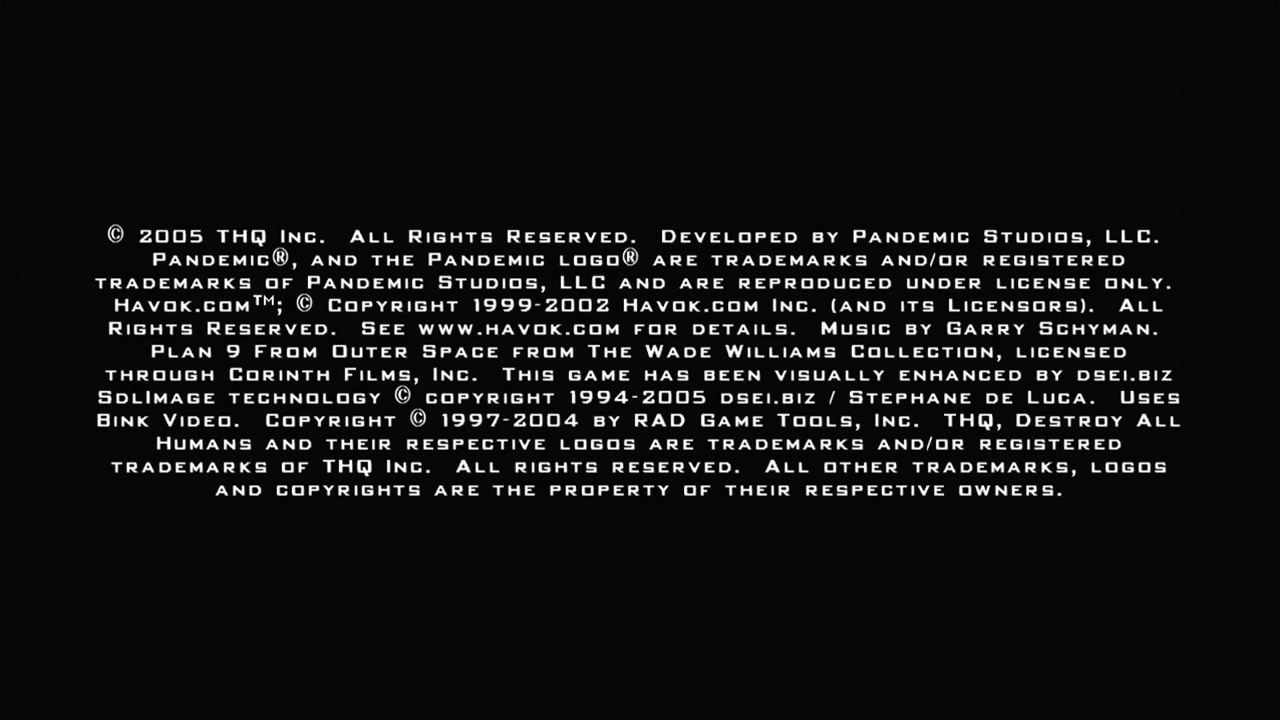 © 2005 THQ Inc. All Rights Reserved. Developed by Pandemic Studios, LLC.
Pandemic®, and the Pandemic logo® are trademarks and/or registered
trademarks of Pandemic Studios, LLC and are reproduced under license only.
Havok.com™; © Copyright 1999-2002 Havok.com Inc. (and its Licensors). All
Rights Reserved. See www.havok.com for details. Music by Garry Schyman.
Plan 9 From Outer Space from The Wade Williams Collection, licensed
through Corinth Films, Inc. This game has been visually enhanced by dsei.biz
SdlImage technology © copyright 1994-2005 dsei.biz / Stephane de Luca. Uses
Bink Video. Copyright © 1997-2004 by RAD Game Tools, Inc. THQ, Destroy All
Humans and their respective logos are trademarks and/or registered
trademarks of THQ Inc. All rights reserved. All other trademarks, logos
and copyrights are the property of their respective owners.